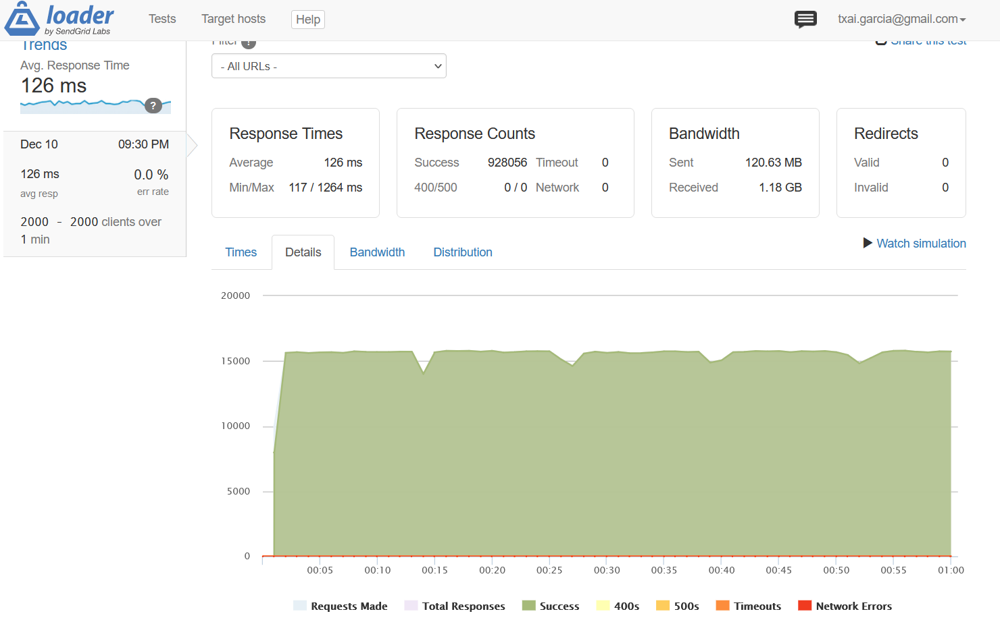 loader
by SendGrid Labs
Tests
Target hosts
Help
txai.garcia@gmail.com
Trends
Avg. Response Time
126 ms
?
Dec 10 09:30 PM
126 ms 0.0 %
avg resp err rate
2000 - 2000 clients over
1 min
Filter ?
Share this test
- All URLs -
Response Times
Average 126 ms
Min/Max 117 / 1264 ms
Response Counts
Success 928056 Timeout 0
400/500 0 / 0 Network 0
Bandwidth
Sent 120.63 MB
Received 1.18 GB
Redirects
Valid 0
Invalid 0
Times Details Bandwidth Distribution
Watch simulation
20000
15000
10000
5000
0
00:05 00:10 00:15 00:20 00:25 00:30 00:35 00:40 00:45 00:50 00:55 01:00
Requests Made Total Responses Success 400s 500s Timeouts Network Errors